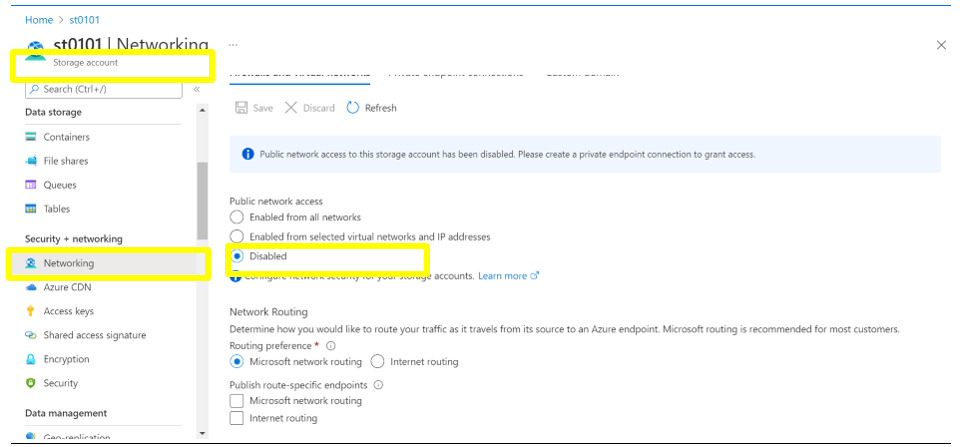 Home > st0101
st0101 | Networking ...
Storage account
Search (Ctrl+/)
«
Data storage
Containers
File shares
Queues
Tables
Security + networking
Networking
Azure CDN
Access keys
Shared access signature
Encryption
Security
Data management
Geo-replication
Firewalls and virtual networks Private endpoint connections Custom domain
Save Discard Refresh
Public network access to this storage account has been disabled. Please create a private endpoint connection to grant access.
Public network access
Enabled from all networks
Enabled from selected virtual networks and IP addresses
Disabled
Configure network security for your storage accounts. Learn more
Network Routing
Determine how you would like to route your traffic as it travels from its source to an Azure endpoint. Microsoft routing is recommended for most customers.
Routing preference *
Microsoft network routing Internet routing
Publish route-specific endpoints
Microsoft network routing
Internet routing